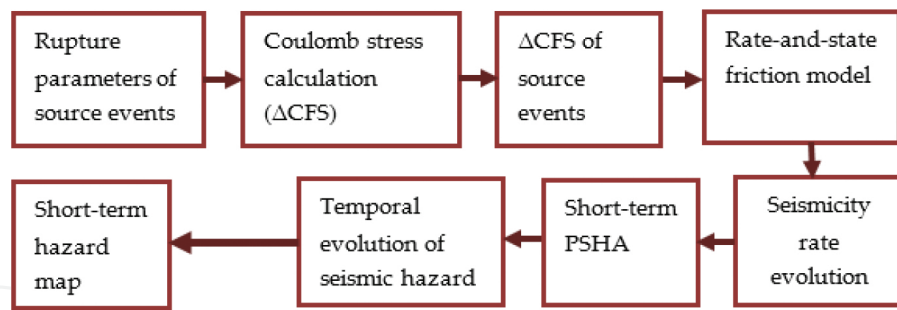 Rupture
parameters of
source events
Coulomb stress
calculation
(ΔCFS)
ΔCFS of
source
events
Rate-and-state
friction model
Seismicity
rate
evolution
Short-term
PSHA
Temporal
evolution of
seismic hazard
Short-term
hazard
map